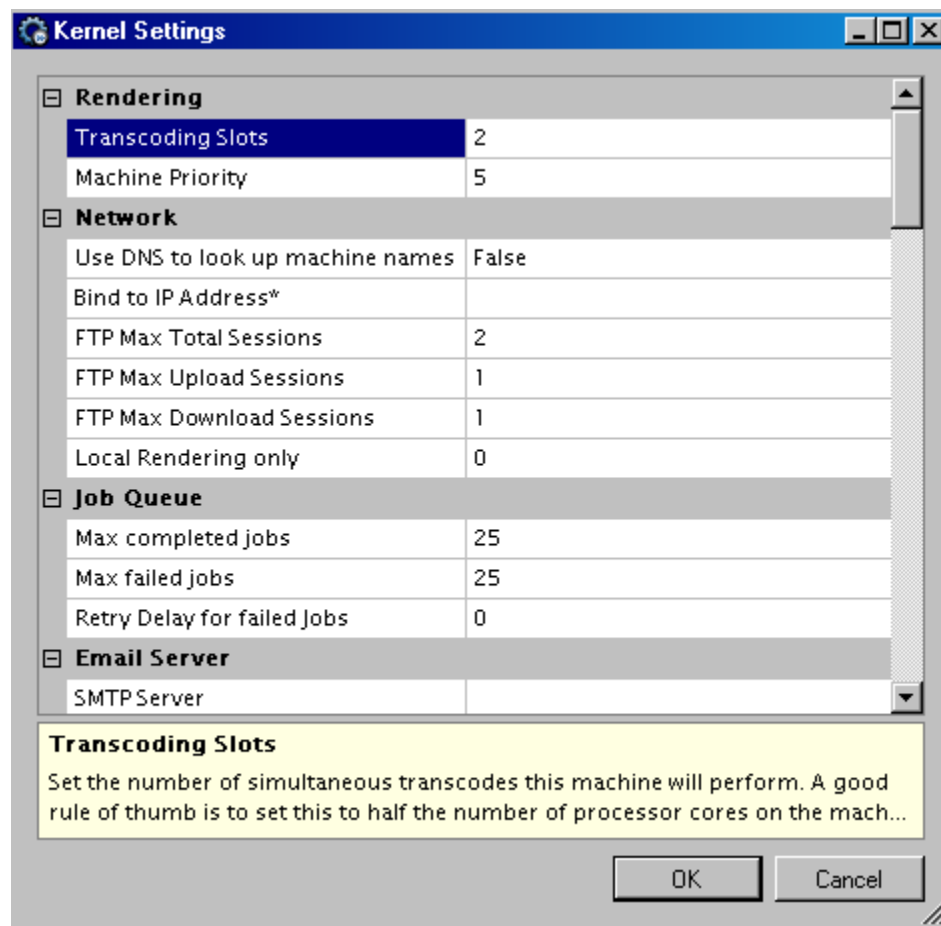 Kernel Settings
Rendering
Transcoding Slots 2
Machine Priority 5
Network
Use DNS to look up machine names False
Bind to IP Address*
FTP Max Total Sessions 2
FTP Max Upload Sessions 1
FTP Max Download Sessions 1
Local Rendering only 0
Job Queue
Max completed jobs 25
Max failed jobs 25
Retry Delay for failed Jobs 0
Email Server
SMTP Server
Transcoding Slots
Set the number of simultaneous transcodes this machine will perform. A good
rule of thumb is to set this to half the number of processor cores on the mach...
OK Cancel